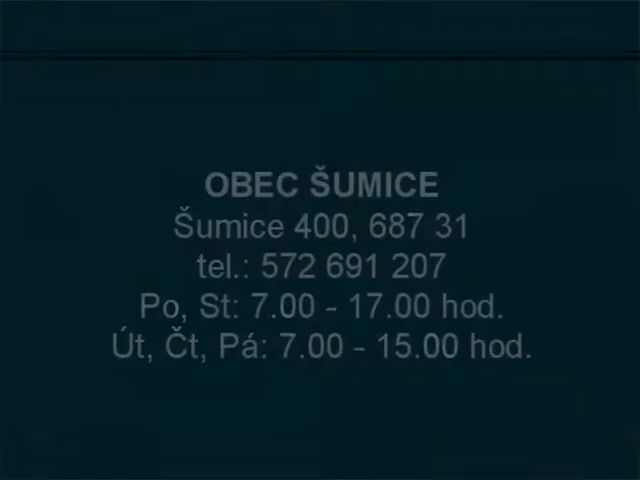 OBEC ŠUMICE
Šumice 400, 687 31
tel.: 572 691 207
Po, St: 7.00 - 17.00 hod.
Út, Čt, Pá: 7.00 - 15.00 hod.